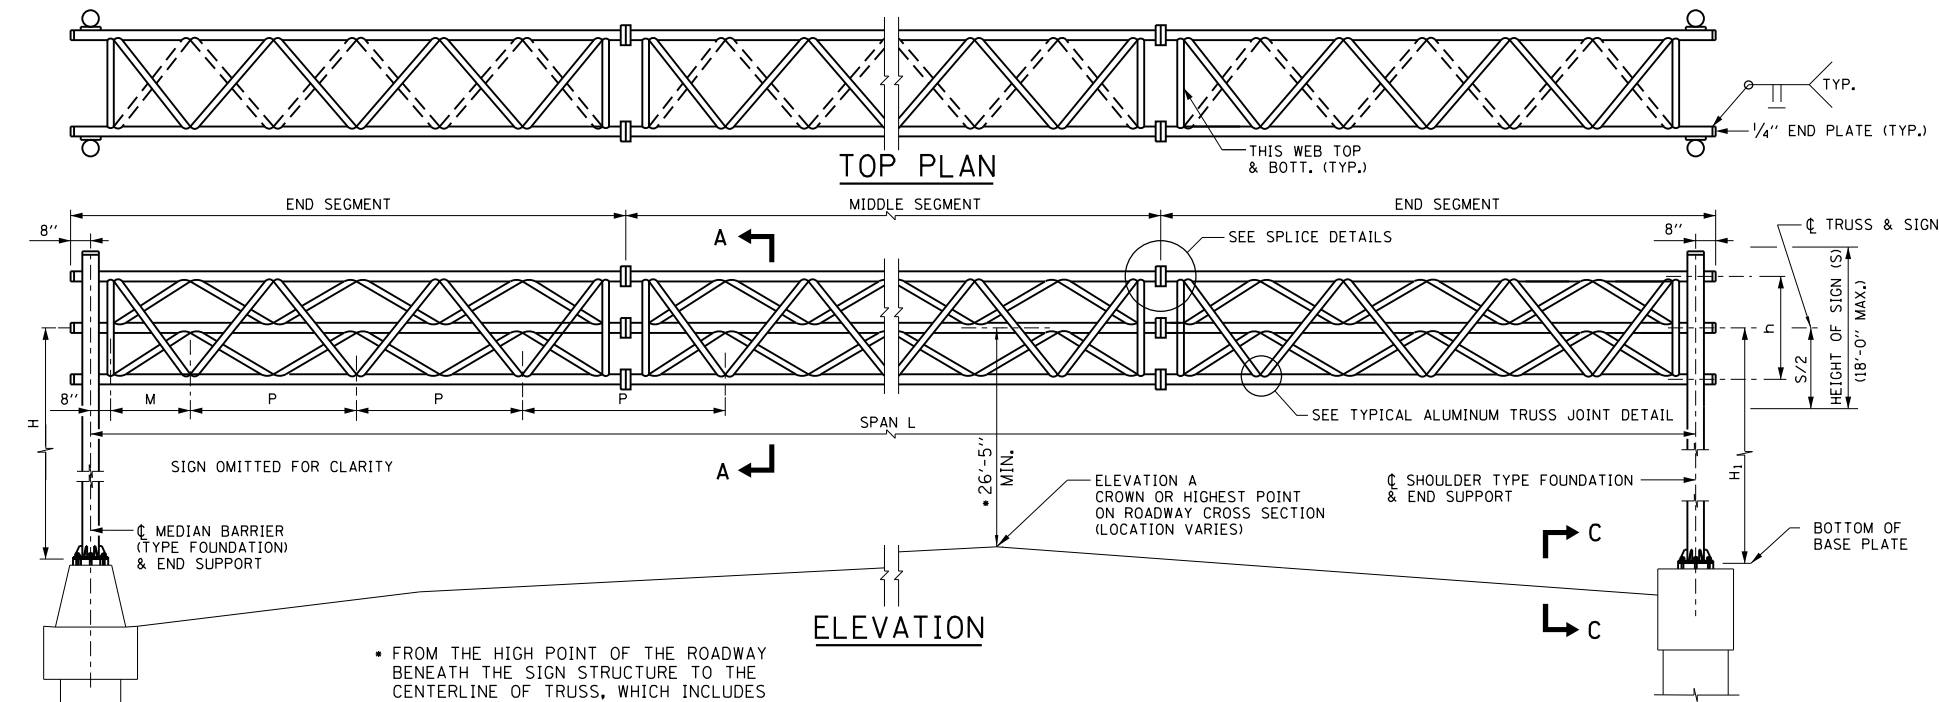 TYP.
1/4" END PLATE (TYP.)
THIS WEB TOP
& BOTT. (TYP.)
TOP PLAN
END SEGMENT
MIDDLE SEGMENT
END SEGMENT
8"
A
SEE SPLICE DETAILS
8"
℄ TRUSS & SIGN
HEIGHT OF SIGN (S)
(18'-0" MAX.)
h
S/2
8"
M
P
P
P
H
SEE TYPICAL ALUMINUM TRUSS JOINT DETAIL
SPAN L
A
SIGN OMITTED FOR CLARITY
*26'-5"
MIN.
ELEVATION A
CROWN OR HIGHEST POINT
ON ROADWAY CROSS SECTION
(LOCATION VARIES)
℄ SHOULDER TYPE FOUNDATION
& END SUPPORT
H1
℄ MEDIAN BARRIER
(TYPE FOUNDATION)
& END SUPPORT
C
BOTTOM OF
BASE PLATE
ELEVATION
C
* FROM THE HIGH POINT OF THE ROADWAY
BENEATH THE SIGN STRUCTURE TO THE
CENTERLINE OF TRUSS, WHICH INCLUDES